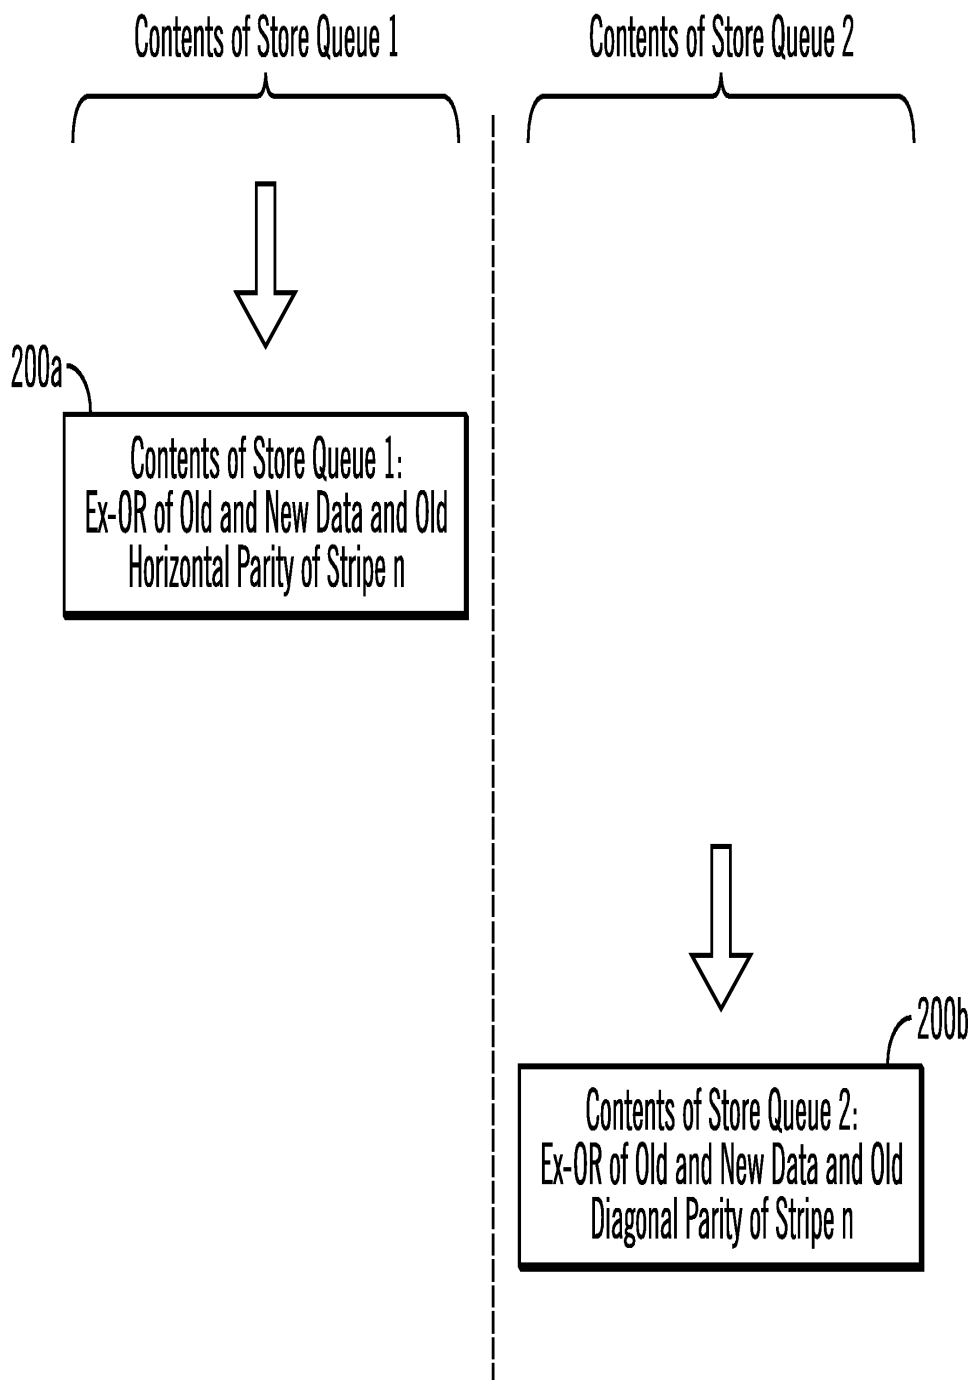 Contents of Store Queue 1
Contents of Store Queue 2
200a
Contents of Store Queue 1:
Ex-OR of Old and New Data and Old
Horizontal Parity of Stripe n
200b
Contents of Store Queue 2:
Ex-OR of Old and New Data and Old
Diagonal Parity of Stripe n